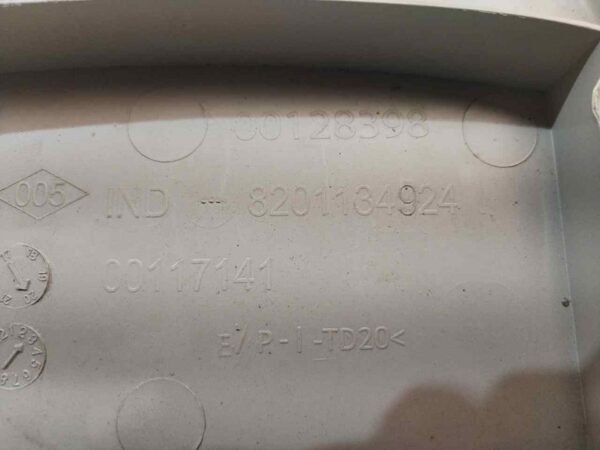 00128398
005 IND --- 8201134924
00117141
E/P-I-TD20<